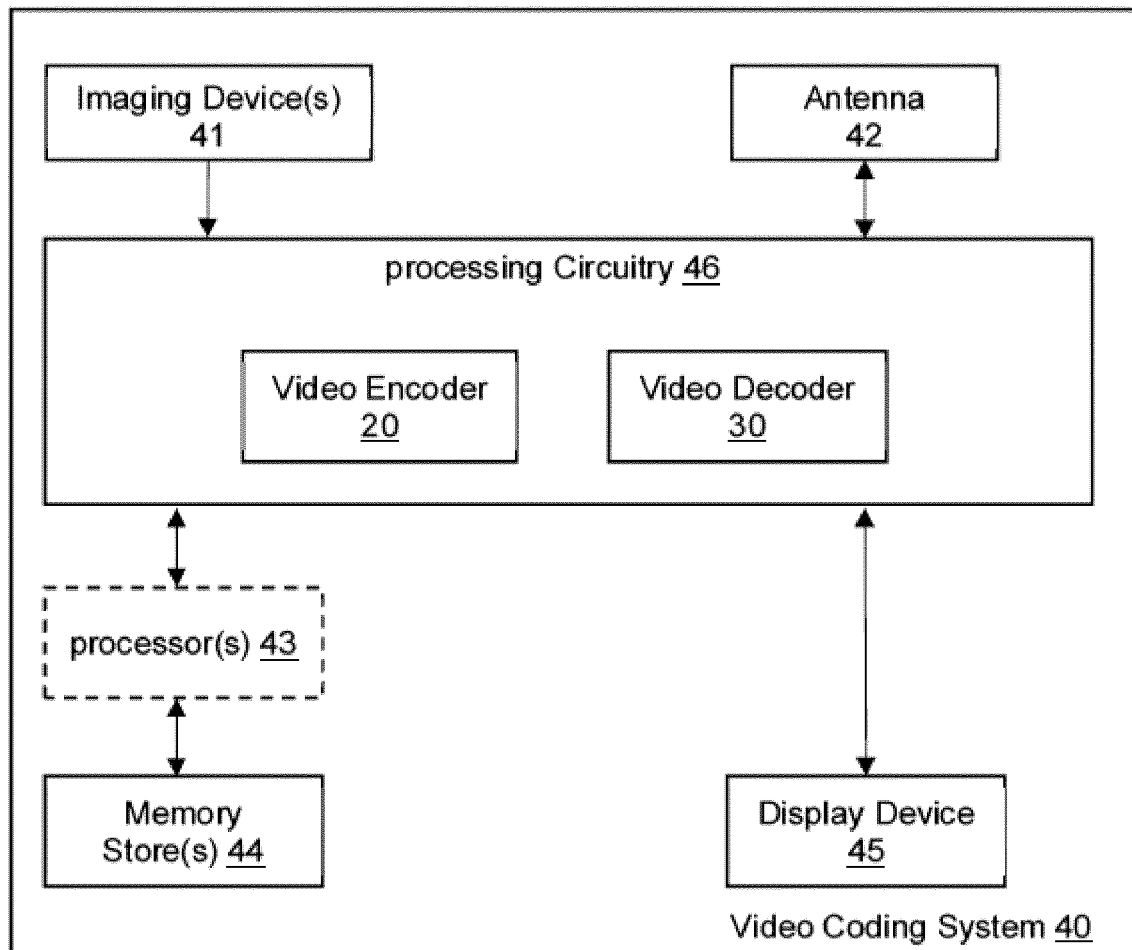 Imaging Device(s)
41
Antenna
42
processing Circuitry 46
Video Encoder
20
Video Decoder
30
processor(s) 43
Memory
Store(s) 44
Display Device
45
Video Coding System 40